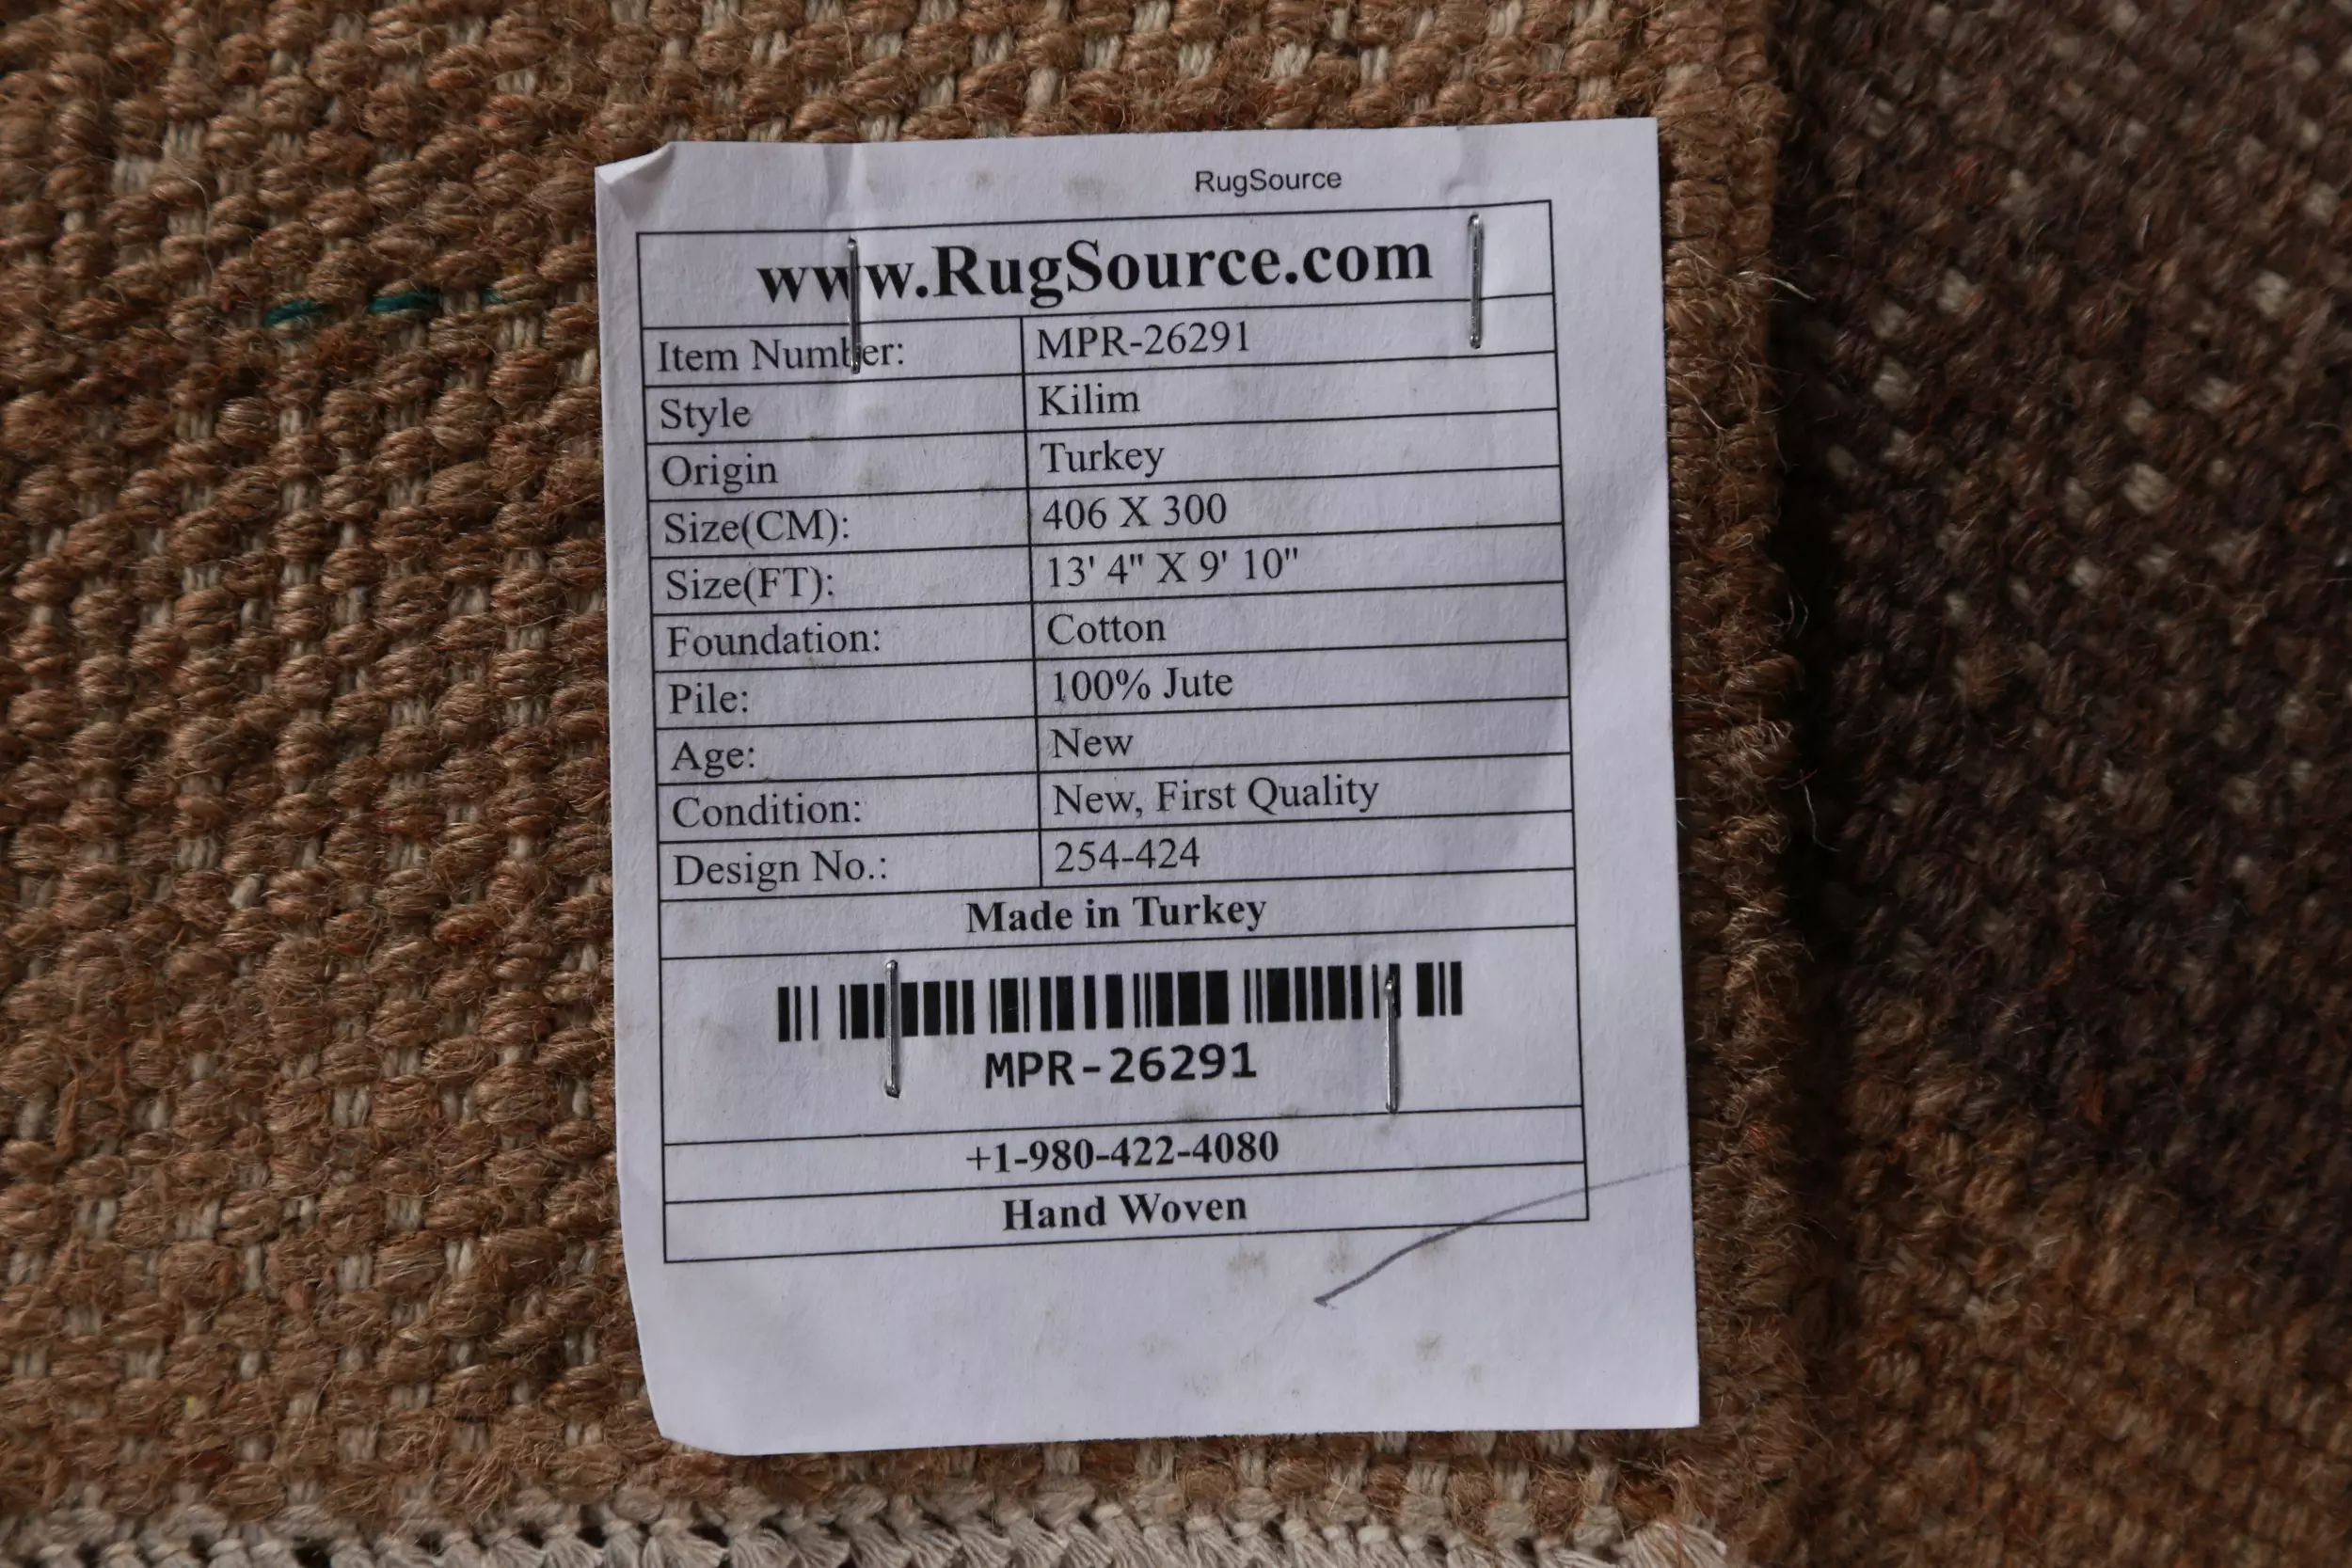 RugSource
www.RugSource.com
Item Number: MPR-26291
Style Kilim
Origin Turkey
Size(CM): 406 X 300
Size(FT): 13' 4" X 9' 10"
Foundation: Cotton
Pile: 100% Jute
Age: New
Condition: New, First Quality
Design No.: 254-424
Made in Turkey
MPR-26291
+1-980-422-4080
Hand Woven